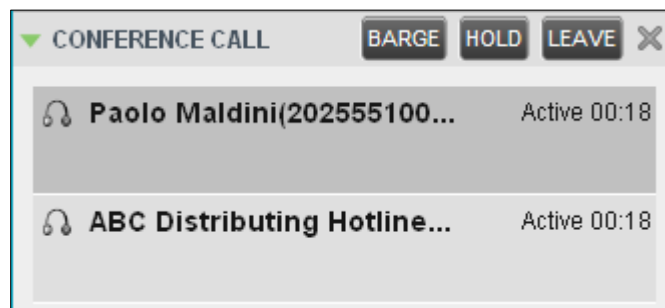 CONFERENCE CALL BARGE HOLD LEAVE
Paolo Maldini(202555100... Active 00:18
ABC Distributing Hotline... Active 00:18